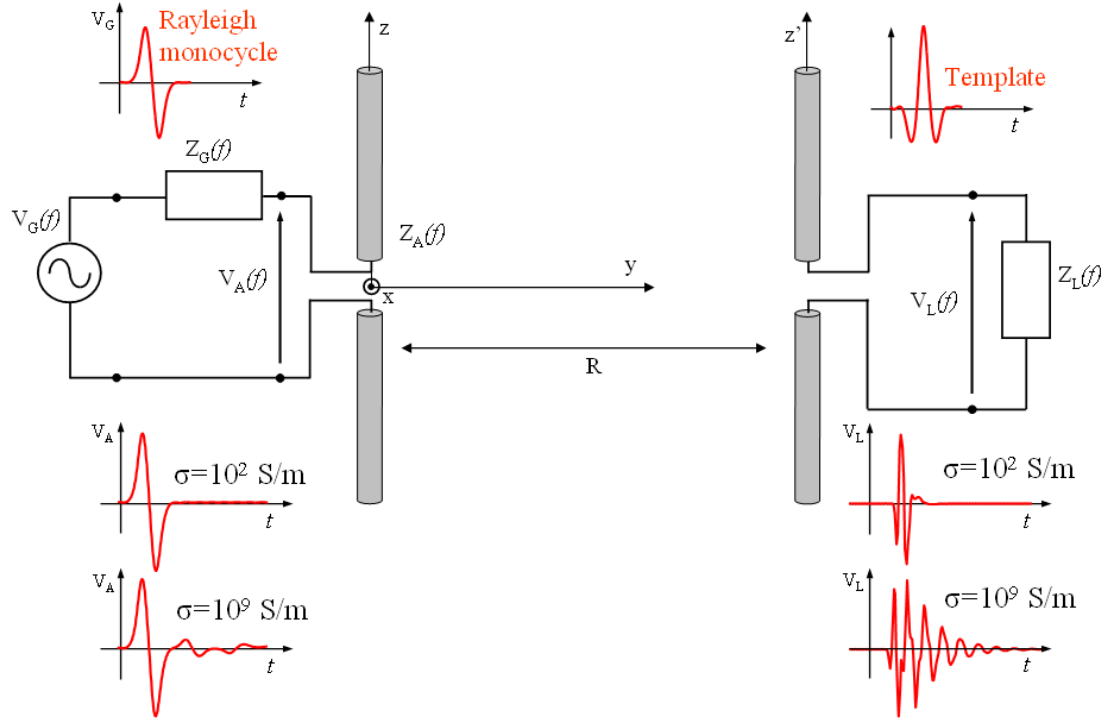 V_G
Rayleigh
monocycle
t
z
z’
Template
t
Z_G(f)
V_G(f)
V_A(f)
Z_A(f)
x
y
R
V_L(f)
Z_L(f)
V_A
σ=10² S/m
t
V_L
σ=10² S/m
t
V_A
σ=10⁹ S/m
t
V_L
σ=10⁹ S/m
t